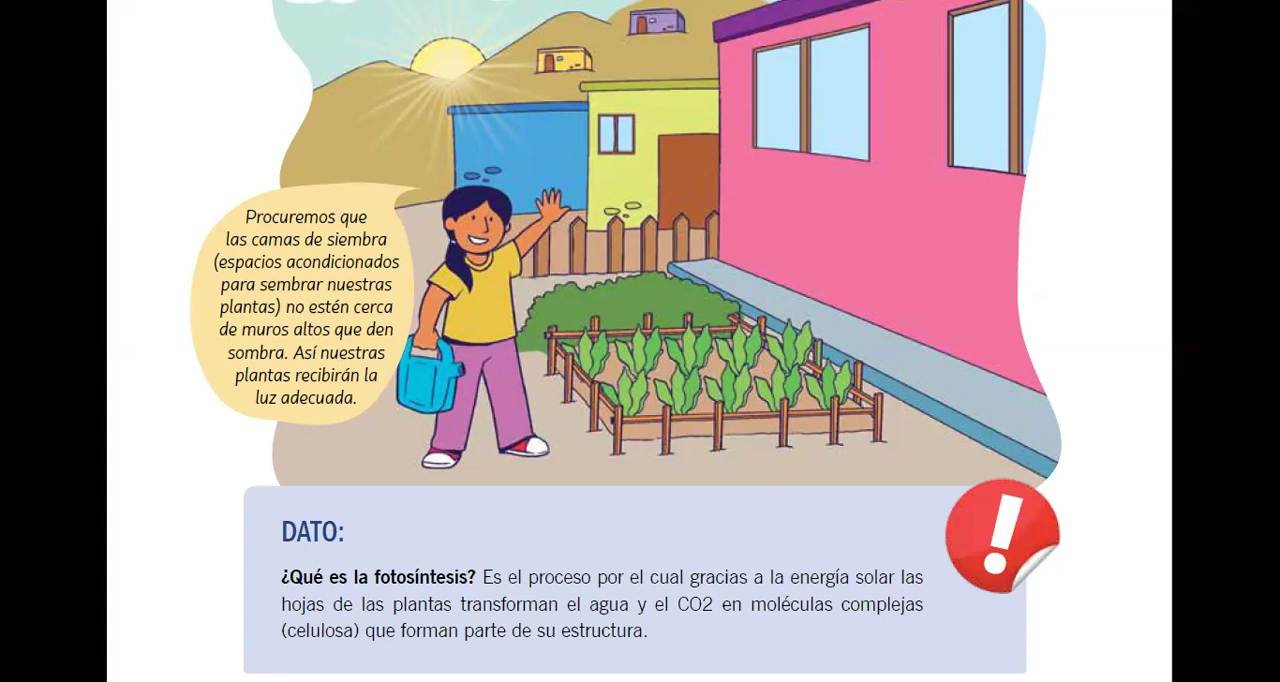 Procuremos que
las camas de siembra
(espacios acondicionados
para sembrar nuestras
plantas) no estén cerca
de muros altos que den
sombra. Así nuestras
plantas recibirán la
luz adecuada.
DATO:
¿Qué es la fotosíntesis? Es el proceso por el cual gracias a la energía solar las
hojas de las plantas transforman el agua y el CO2 en moléculas complejas
(celulosa) que forman parte de su estructura.
!